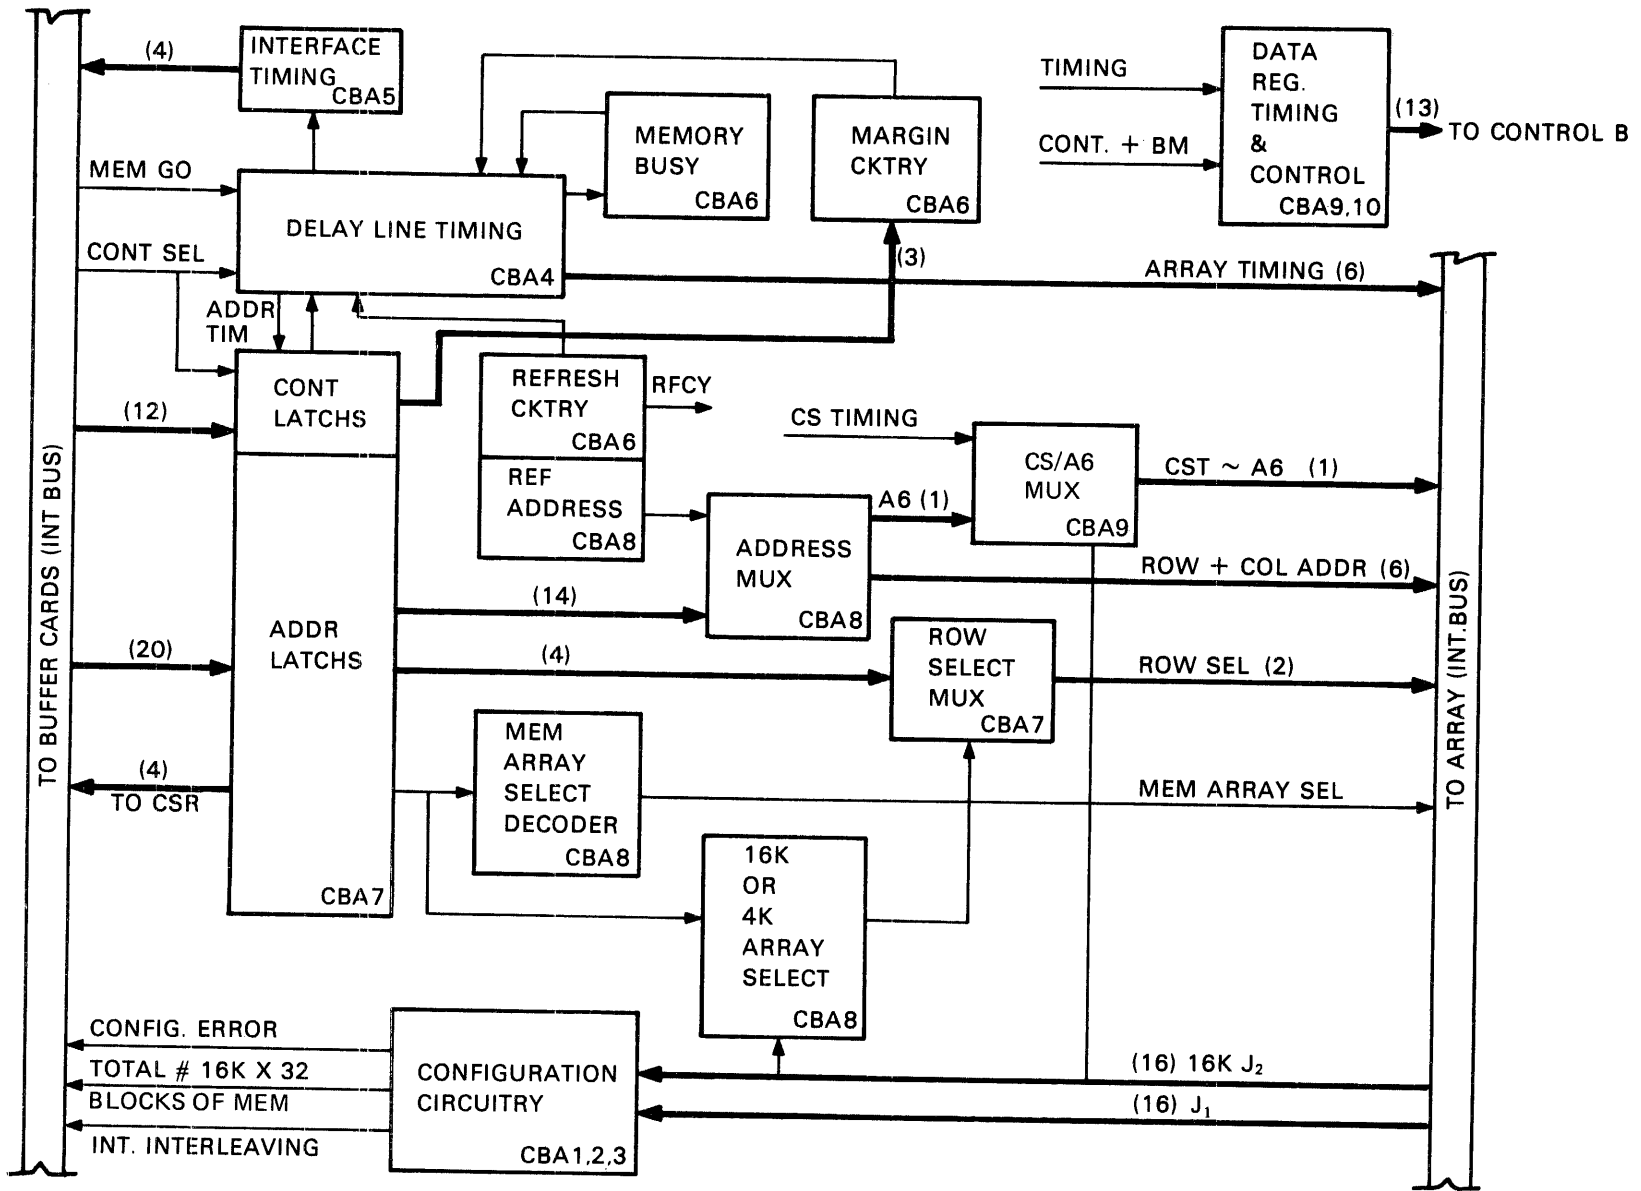 (4)
INTERFACE
TIMING
CBA5
MEM GO
CONT SEL
DELAY LINE TIMING
CBA4
MEMORY
BUSY
CBA6
MARGIN
CKTRY
CBA6
(3)
TIMING
CONT. + BM
DATA
REG.
TIMING
&
CONTROL
CBA9,10
(13)
TO CONTROL B
ARRAY TIMING (6)
ADDR
TIM
CONT
LATCHS
(12)
REFRESH
CKTRY
CBA6
RFCY
REF
ADDRESS
CBA8
CS TIMING
CS/A6
MUX
CBA9
CST ~ A6 (1)
A6 (1)
ADDRESS
MUX
CBA8
ROW + COL ADDR (6)
(14)
ADDR
LATCHS
CBA7
(20)
(4)
ROW
SELECT
MUX
CBA7
ROW SEL (2)
(4)
TO CSR
MEM
ARRAY
SELECT
DECODER
CBA8
MEM ARRAY SEL
16K
OR
4K
ARRAY
SELECT
CBA8
CONFIG. ERROR
TOTAL # 16K X 32
BLOCKS OF MEM
INT. INTERLEAVING
CONFIGURATION
CIRCUITRY
CBA1,2,3
(16) 16K J₂
(16) J₁
TO BUFFER CARDS (INT BUS)
TO ARRAY (INT.BUS)